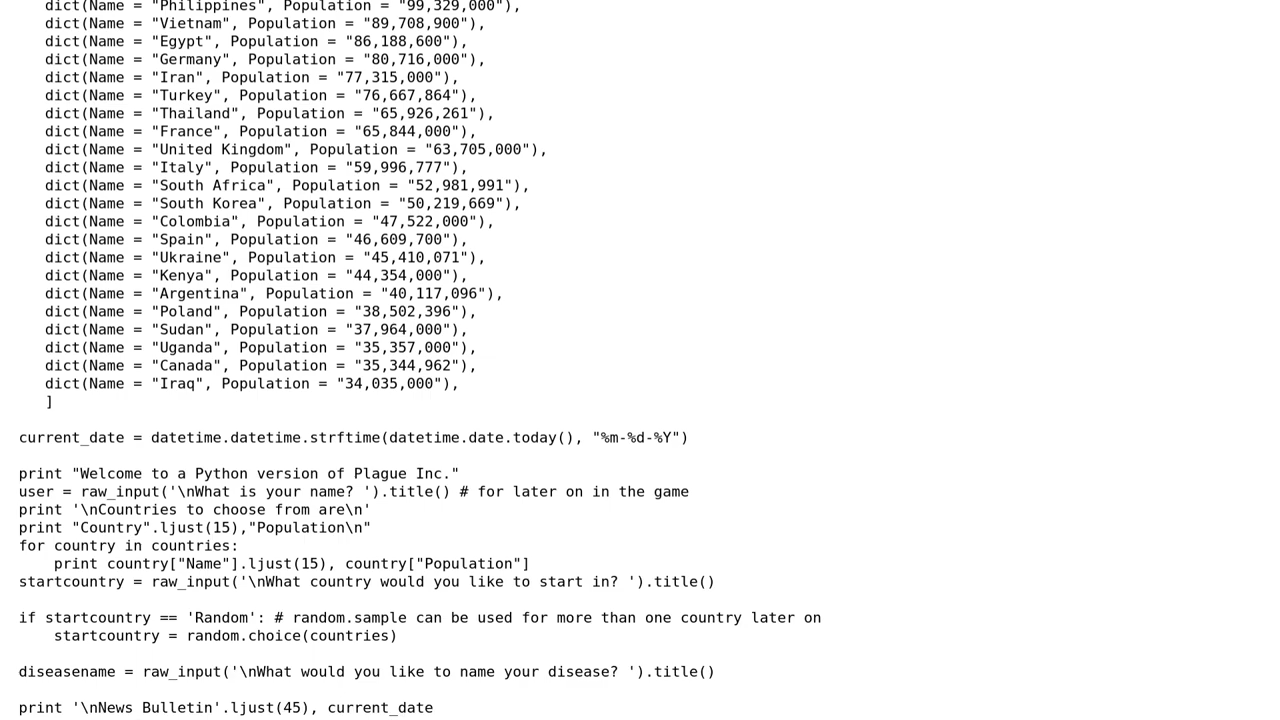 dict(Name = "Philippines", Population = "99,329,000"),
dict(Name = "Vietnam", Population = "89,708,900"),
dict(Name = "Egypt", Population = "86,188,600"),
dict(Name = "Germany", Population = "80,716,000"),
dict(Name = "Iran", Population = "77,315,000"),
dict(Name = "Turkey", Population = "76,667,864"),
dict(Name = "Thailand", Population = "65,926,261"),
dict(Name = "France", Population = "65,844,000"),
dict(Name = "United Kingdom", Population = "63,705,000"),
dict(Name = "Italy", Population = "59,996,777"),
dict(Name = "South Africa", Population = "52,981,991"),
dict(Name = "South Korea", Population = "50,219,669"),
dict(Name = "Colombia", Population = "47,522,000"),
dict(Name = "Spain", Population = "46,609,700"),
dict(Name = "Ukraine", Population = "45,410,071"),
dict(Name = "Kenya", Population = "44,354,000"),
dict(Name = "Argentina", Population = "40,117,096"),
dict(Name = "Poland", Population = "38,502,396"),
dict(Name = "Sudan", Population = "37,964,000"),
dict(Name = "Uganda", Population = "35,357,000"),
dict(Name = "Canada", Population = "35,344,962"),
dict(Name = "Iraq", Population = "34,035,000"),
]
current_date = datetime.datetime.strftime(datetime.date.today(), "%m-%d-%Y")
print "Welcome to a Python version of Plague Inc."
user = raw_input('\nWhat is your name? ').title() # for later on in the game
print '\nCountries to choose from are\n'
print "Country".ljust(15),"Population\n"
for country in countries:
    print country["Name"].ljust(15), country["Population"]
startcountry = raw_input('\nWhat country would you like to start in? ').title()
if startcountry == 'Random': # random.sample can be used for more than one country later on
    startcountry = random.choice(countries)
diseasename = raw_input('\nWhat would you like to name your disease? ').title()
print '\nNews Bulletin'.ljust(45), current_date